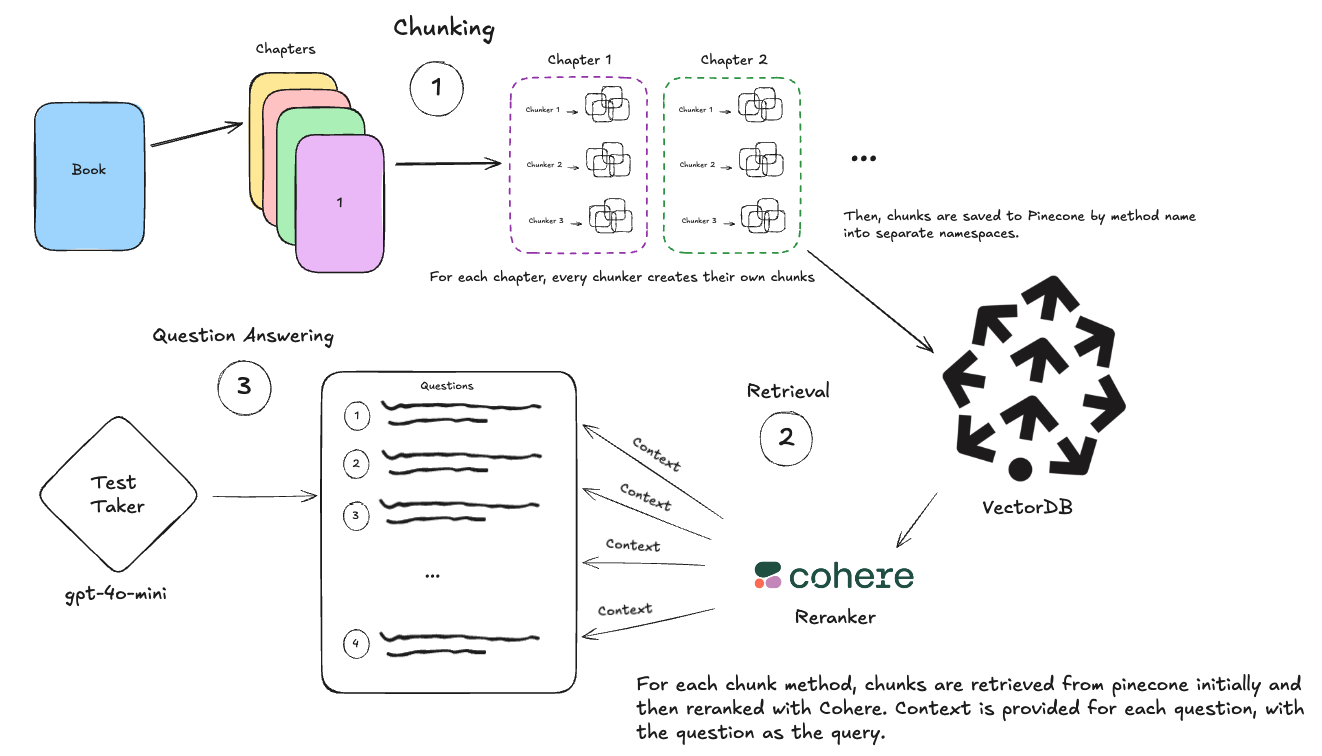 Chunking
1
Chapters
Book
1
Chapter 1
Chunker 1
Chunker 2
Chunker 3
Chapter 2
Chunker 1
Chunker 2
Chunker 3
...
For each chapter, every chunker creates their own chunks
Then, chunks are saved to Pinecone by method name
into separate namespaces.
VectorDB
Retrieval
2
cohere
Reranker
Context
Context
Context
Context
For each chunk method, chunks are retrieved from pinecone initially and
then reranked with Cohere. Context is provided for each question, with
the question as the query.
Question Answering
3
Test
Taker
gpt-4o-mini
Questions
1
2
3
...
4